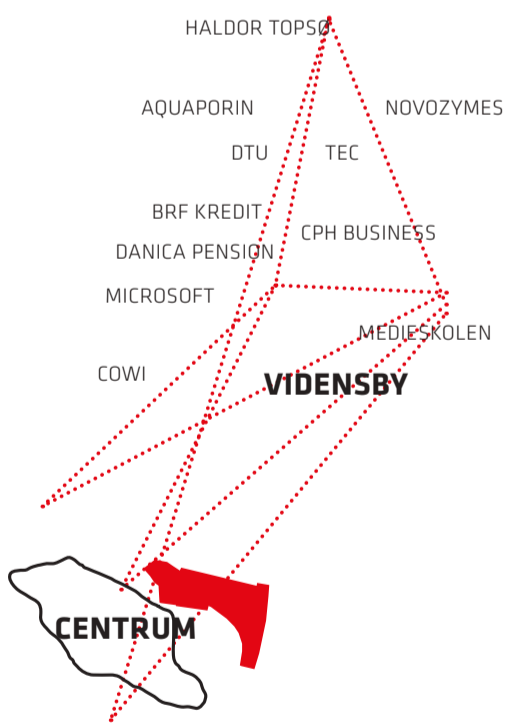 HALDOR TOPSØ
AQUAPORIN
NOVOZYMES
DTU
TEC
BRF KREDIT
CPH BUSINESS
DANICA PENSION
MICROSOFT
MEDIESKOLEN
COWI
VIDENSBY
CENTRUM